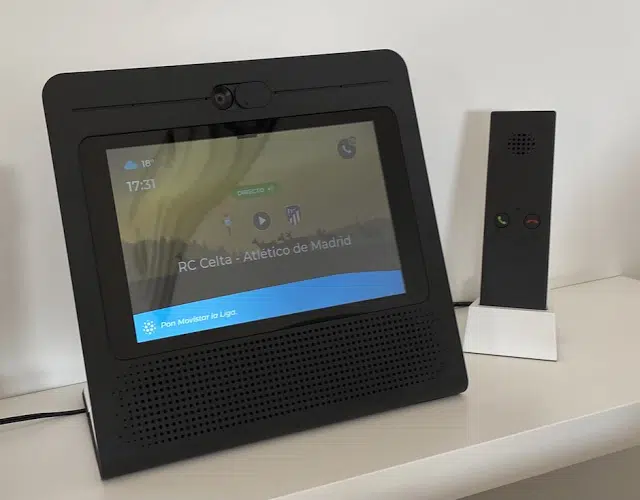 18°
17:31
DIRECTO
RC Celta - Atlético de Madrid
Pon Movistar la Liga.